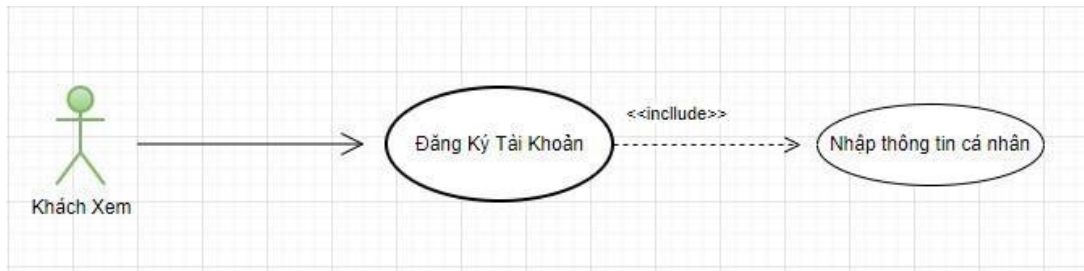 <<incllude>>
Đăng Ký Tài Khoản
Nhập thông tin cá nhân
Khách Xem